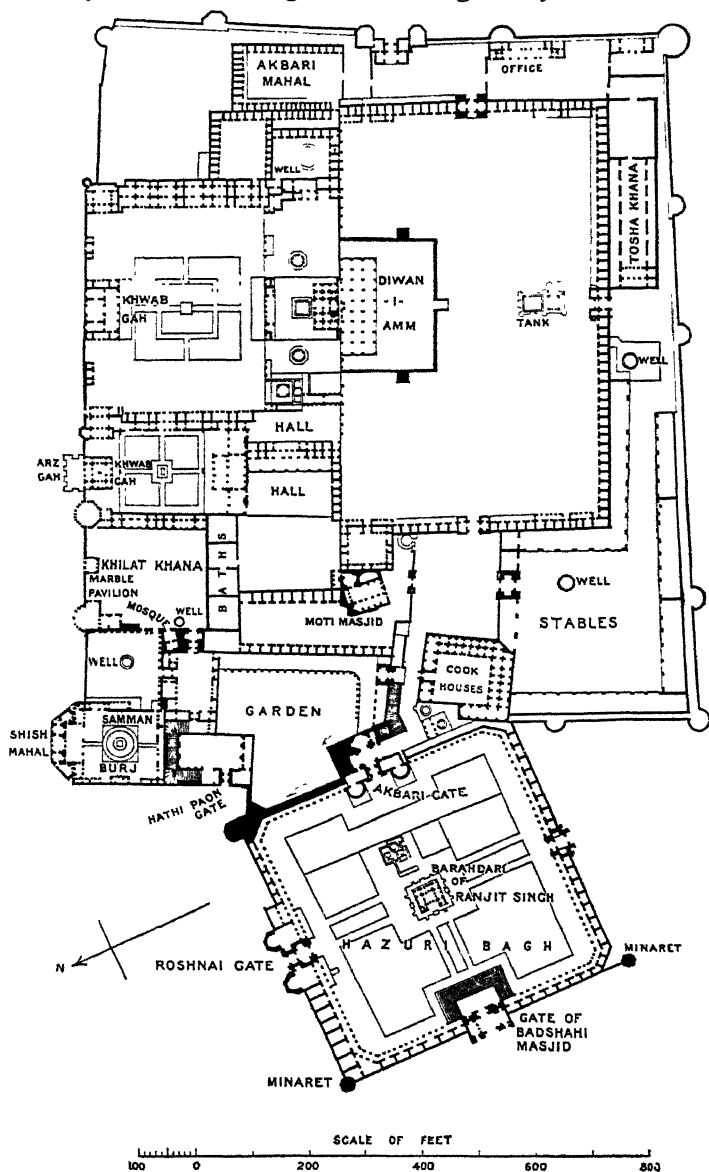 AKBARI
MAHAL
OFFICE
WELL
TOSHA KHANA
KHWAB
GAH
DIWAN
-I-
AMM
TANK
WELL
HALL
ARZ
GAH
KHWAB
GAH
HALL
BATHS
KHILAT KHANA
MARBLE
PAVILION
MOSQUE
WELL
MOTI MASJID
WELL
STABLES
WELL
COOK
HOUSES
GARDEN
SHISH
MAHAL
SAMMAN
BURJ
HATHI PAON
GATE
AKBARI GATE
BARAHDARI
OF
RANJIT SINGH
HAZURI BAGH
N
ROSHNAI GATE
MINARET
GATE OF
BADSHAHI
MASJID
MINARET
SCALE OF FEET
100 0 200 400 600 800